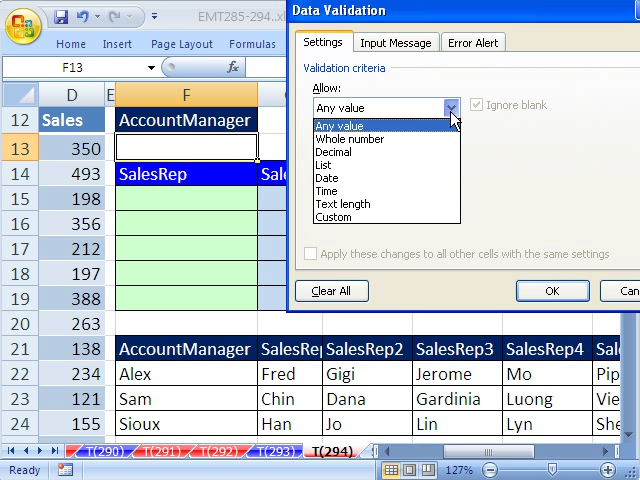 EMT285-294..xl
Data Validation
Home Insert Page Layout Formulas
Settings Input Message Error Alert
F13 fx
Validation criteria
Allow:
Any value Ignore blank
Any value
Whole number
Decimal
List
Date
Time
Text length
Custom
Apply these changes to all other cells with the same settings
Clear All OK Can
D E F
12 Sales AccountManager
13 350
14 493 SalesRep Sal
15 198
16 356
17 212
18 197
19 388
20 263
21 138 AccountManager SalesRep SalesRep2 SalesRep3 SalesRep4 Sal
22 234 Alex Fred Gigi Jerome Mo Pip
23 121 Sam Chin Dana Gardinia Luong Vie
24 155 Sioux Han Jo Lin Lyn She
T(290) T(291) T(292) T(293) T(294)
Ready 127%